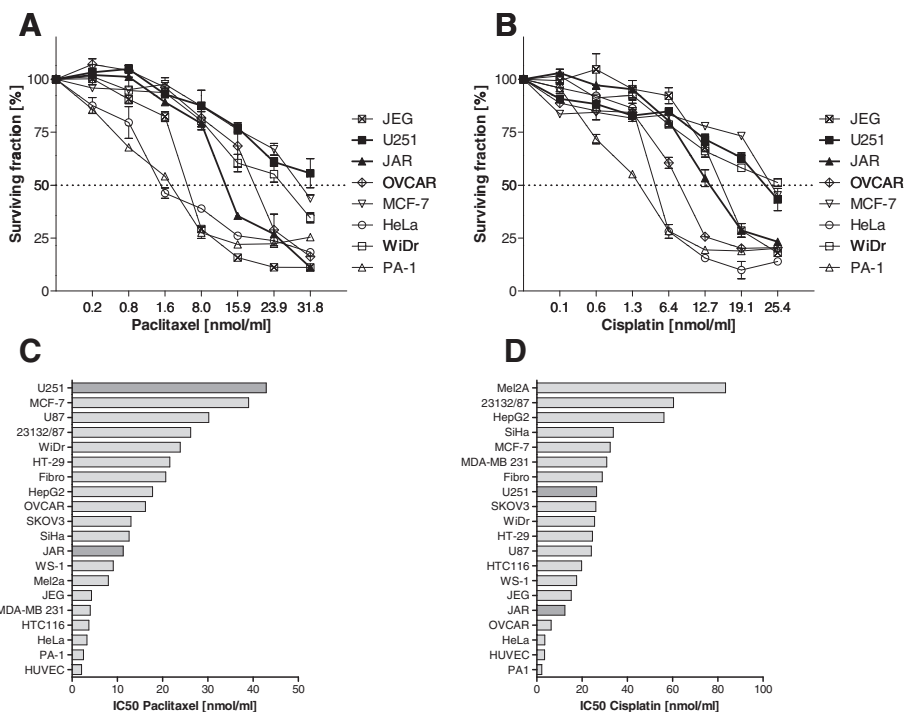 A
B
Surviving fraction [%]
100
75
50
25
0
0.2 0.8 1.6 8.0 15.9 23.9 31.8
Paclitaxel [nmol/ml]
JEG
U251
JAR
OVCAR
MCF-7
HeLa
WiDr
PA-1
Surviving fraction [%]
100
75
50
25
0
0.1 0.6 1.3 6.4 12.7 19.1 25.4
Cisplatin [nmol/ml]
JEG
U251
JAR
OVCAR
MCF-7
HeLa
WiDr
PA-1
C
D
U251
MCF-7
U87
23132/87
WiDr
HT-29
Fibro
HepG2
OVCAR
SKOV3
SiHa
JAR
WS-1
Mel2a
JEG
MDA-MB 231
HTC116
HeLa
PA-1
HUVEC
0 10 20 30 40 50
IC50 Paclitaxel [nmol/ml]
Mel2A
23132/87
HepG2
SiHa
MCF-7
MDA-MB 231
Fibro
U251
SKOV3
WiDr
HT-29
U87
HTC116
WS-1
JEG
JAR
OVCAR
HeLa
HUVEC
PA1
0 20 40 60 80 100
IC50 Cisplatin [nmol/ml]